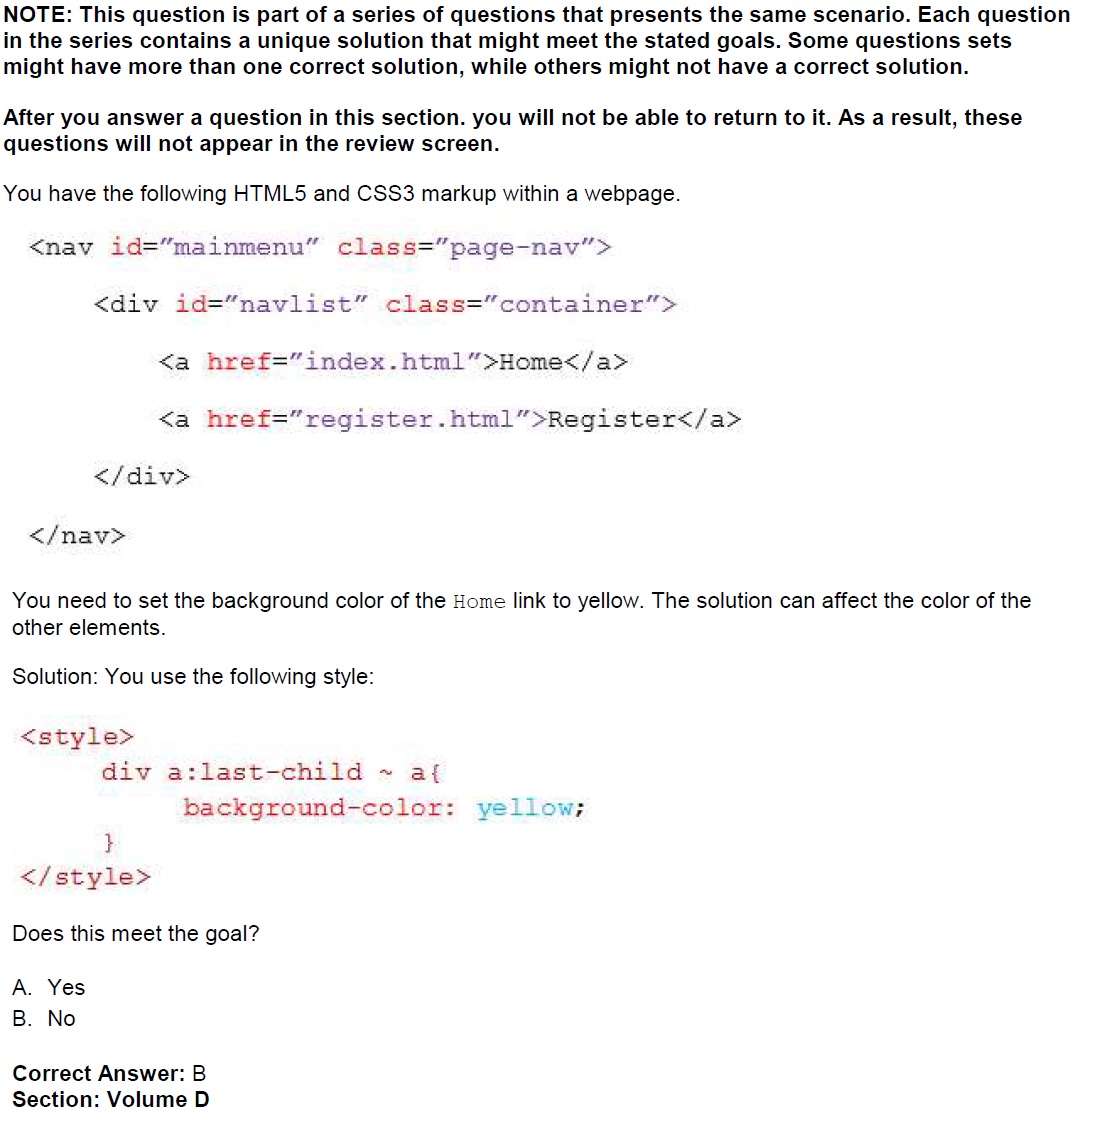 NOTE: This question is part of a series of questions that presents the same scenario. Each question
in the series contains a unique solution that might meet the stated goals. Some questions sets
might have more than one correct solution, while others might not have a correct solution.
After you answer a question in this section. you will not be able to return to it. As a result, these
questions will not appear in the review screen.
You have the following HTML5 and CSS3 markup within a webpage.
<nav id="mainmenu" class="page-nav">
<div id="navlist" class="container">
<a href="index.html">Home</a>
<a href="register.html">Register</a>
</div>
</nav>
You need to set the background color of the Home link to yellow. The solution can affect the color of the
other elements.
Solution: You use the following style:
<style>
div a:last-child ~ a{
background-color: yellow;
}
</style>
Does this meet the goal?
A. Yes
B. No
Correct Answer: B
Section: Volume D